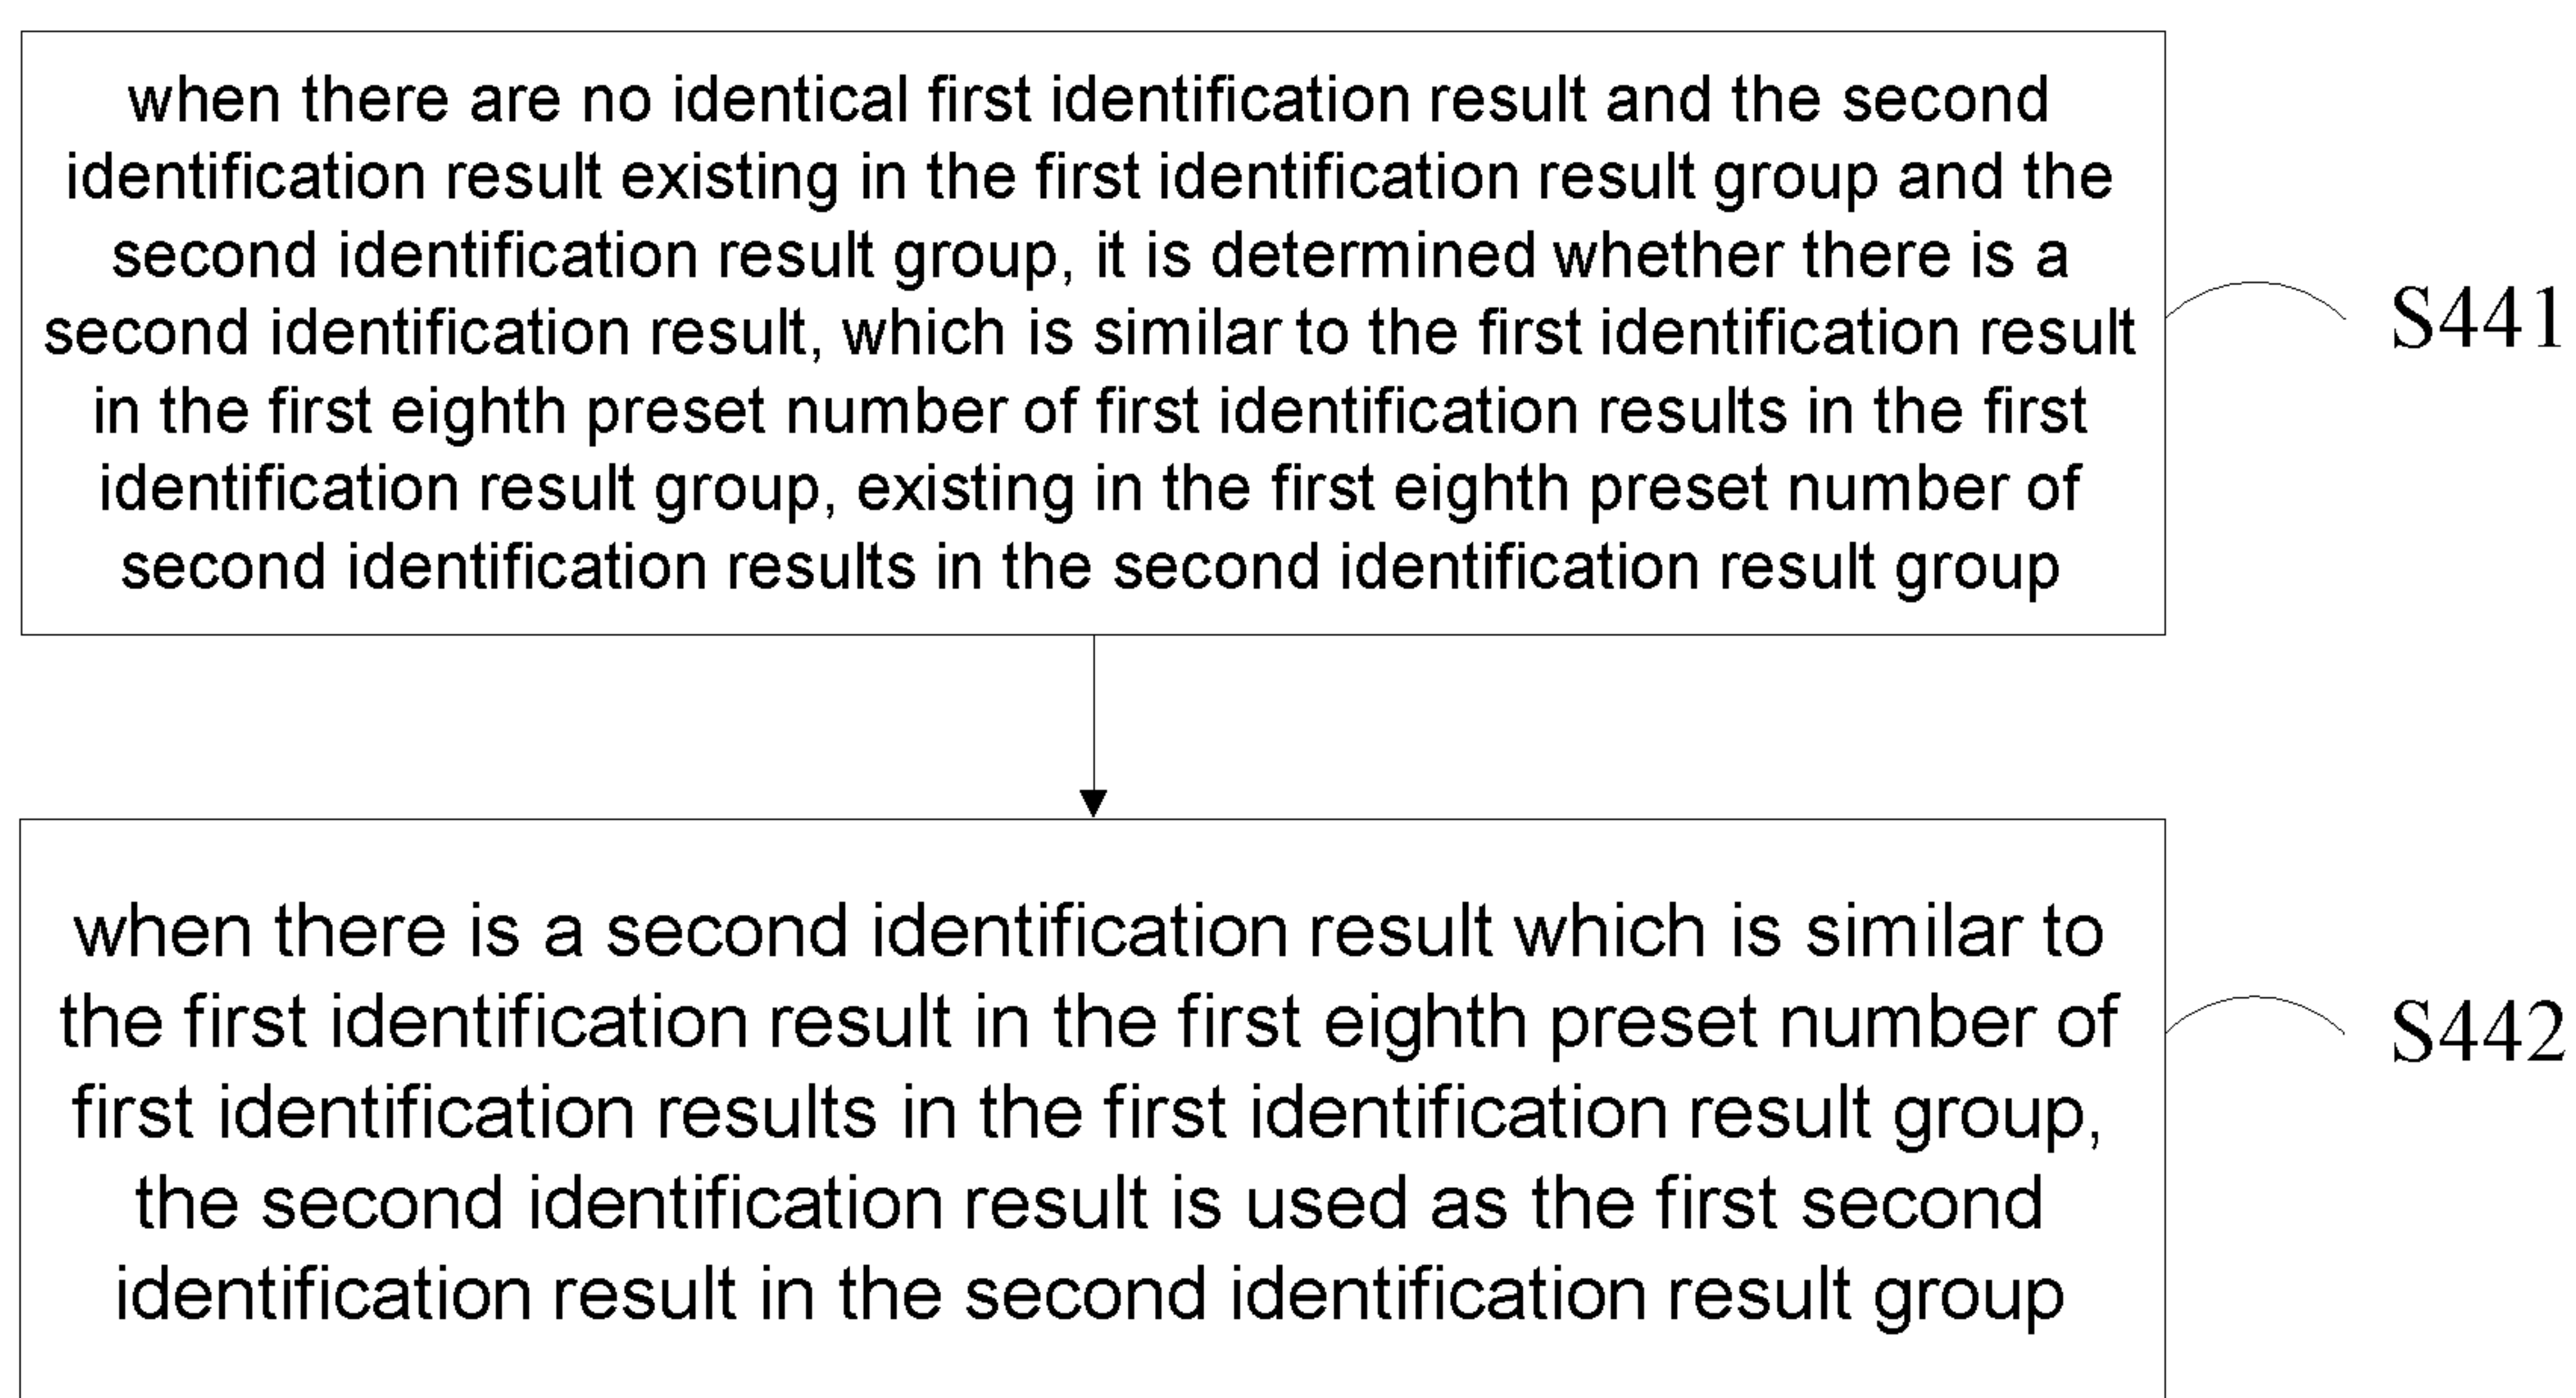 when there are no identical first identification result and the second
identification result existing in the first identification result group and the
second identification result group, it is determined whether there is a
second identification result, which is similar to the first identification result
in the first eighth preset number of first identification results in the first
identification result group, existing in the first eighth preset number of
second identification results in the second identification result group
S441
when there is a second identification result which is similar to
the first identification result in the first eighth preset number of
first identification results in the first identification result group,
the second identification result is used as the first second
identification result in the second identification result group
S442